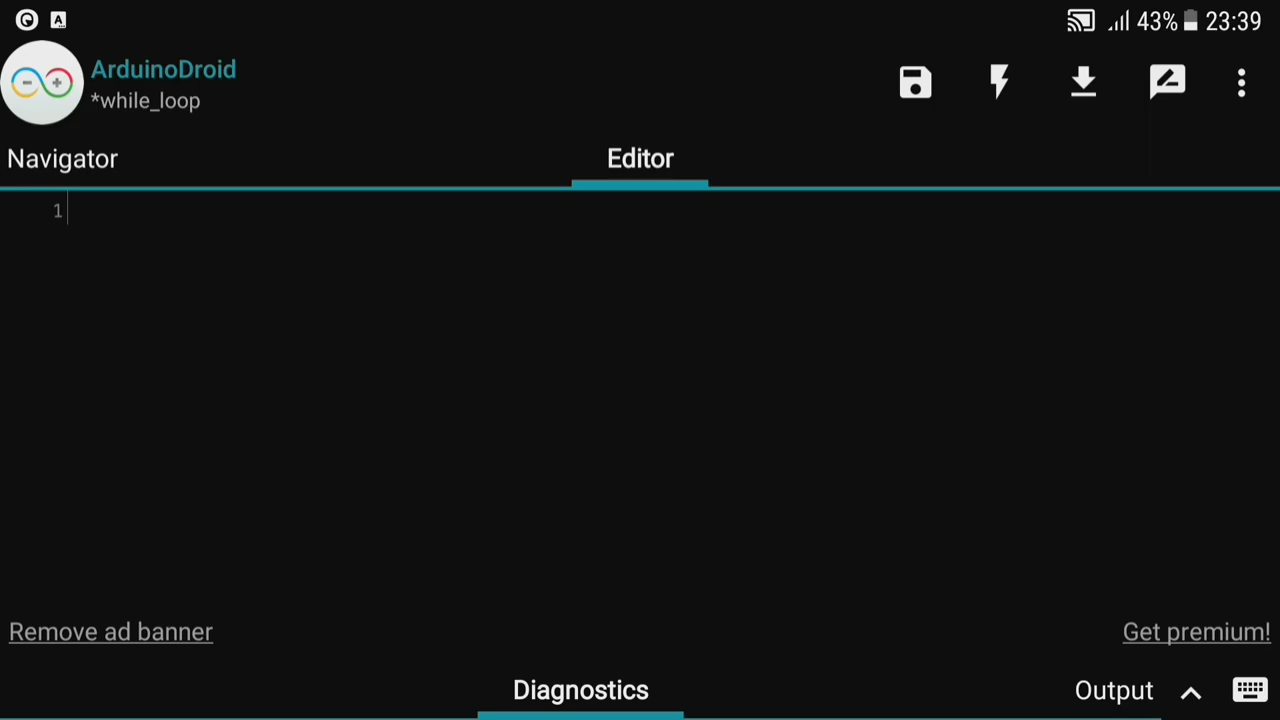 43% 23:39
ArduinoDroid
*while_loop
Navigator Editor
1
Remove ad banner Get premium!
Diagnostics Output